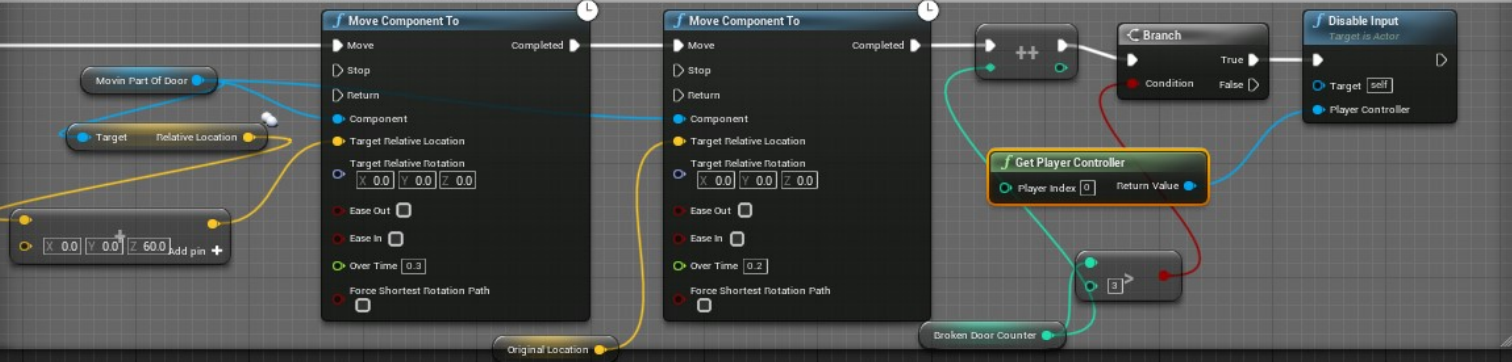 Movin Part Of Door
Target Relative Location
X 0.0 Y 0.0 Z 60.0 Add pin
Move Component To
Move Completed
Stop
Return
Component
Target Relative Location
Target Relative Rotation
X 0.0 Y 0.0 Z 0.0
Ease Out
Ease In
Over Time 0.3
Force Shortest Rotation Path
Original Location
Move Component To
Move Completed
Stop
Return
Component
Target Relative Location
Target Relative Rotation
X 0.0 Y 0.0 Z 0.0
Ease Out
Ease In
Over Time 0.2
Force Shortest Rotation Path
++
Branch
True
Condition False
Disable Input
Target is Actor
Target self
Player Controller
Get Player Controller
Player Index 0 Return Value
3 >
Broken Door Counter